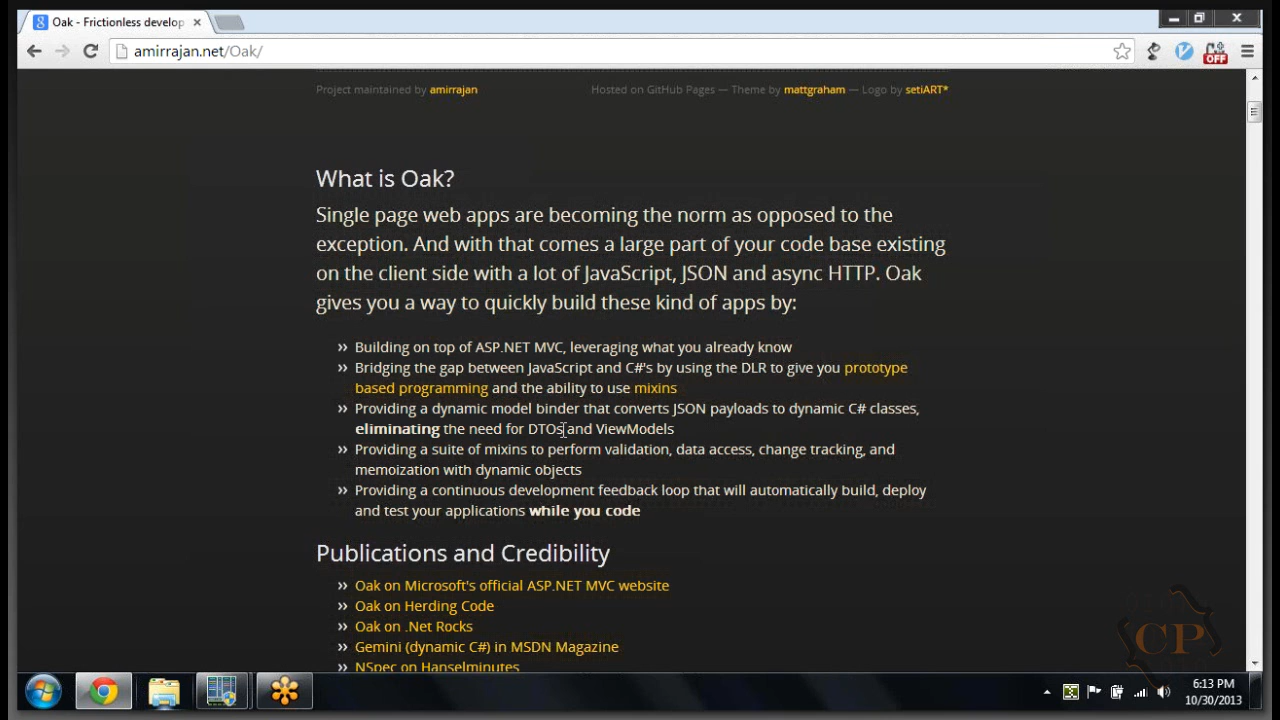 Oak - Frictionless develop
amirrajan.net/Oak/
OFF
Project maintained by amirrajan
Hosted on GitHub Pages — Theme by mattgraham — Logo by setiART*
What is Oak?
Single page web apps are becoming the norm as opposed to the
exception. And with that comes a large part of your code base existing
on the client side with a lot of JavaScript, JSON and async HTTP. Oak
gives you a way to quickly build these kind of apps by:
» Building on top of ASP.NET MVC, leveraging what you already know
» Bridging the gap between JavaScript and C#'s by using the DLR to give you prototype
based programming and the ability to use mixins
» Providing a dynamic model binder that converts JSON payloads to dynamic C# classes,
eliminating the need for DTOs and ViewModels
» Providing a suite of mixins to perform validation, data access, change tracking, and
memoization with dynamic objects
» Providing a continuous development feedback loop that will automatically build, deploy
and test your applications while you code
Publications and Credibility
» Oak on Microsoft's official ASP.NET MVC website
» Oak on Herding Code
» Oak on .Net Rocks
» Gemini (dynamic C#) in MSDN Magazine
» NSpec on Hanselminutes
CP
6:13 PM
10/30/2013